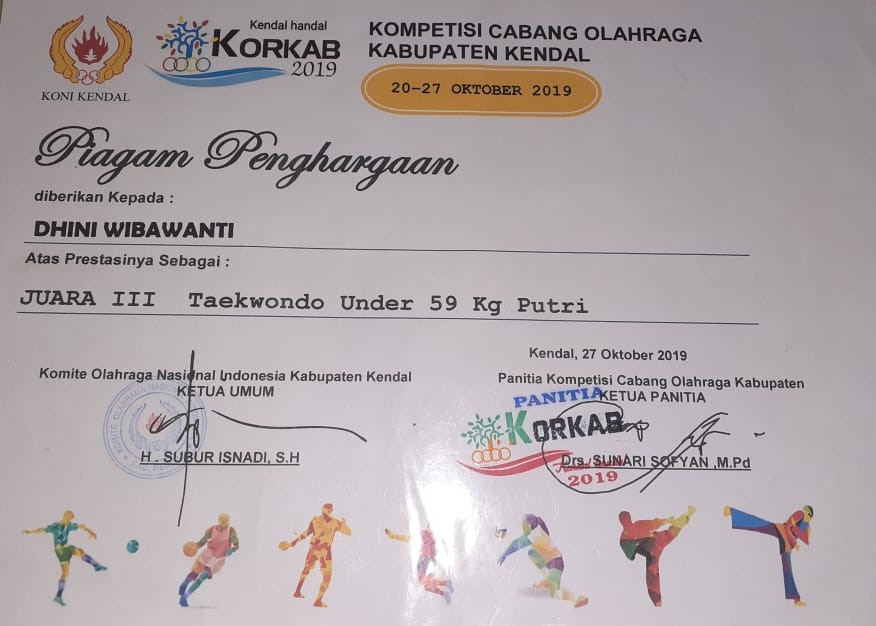 KONI KENDAL
Kendal handal
KORKAB
2019
KOMPETISI CABANG OLAHRAGA
KABUPATEN KENDAL
20-27 OKTOBER 2019
Piagam Penghargaan
diberikan Kepada :
DHINI WIBAWANTI
Atas Prestasinya Sebagai :
JUARA III Taekwondo Under 59 Kg Putri
Kendal, 27 Oktober 2019
Komite Olahraga Nasional Indonesia Kabupaten Kendal
KETUA UMUM
H . SUBUR ISNADI, S.H
Panitia Kompetisi Cabang Olahraga Kabupaten
KETUA PANITIA
PANITIA
KORKAB
2019
Drs. SUNARI SOFYAN ,M.Pd